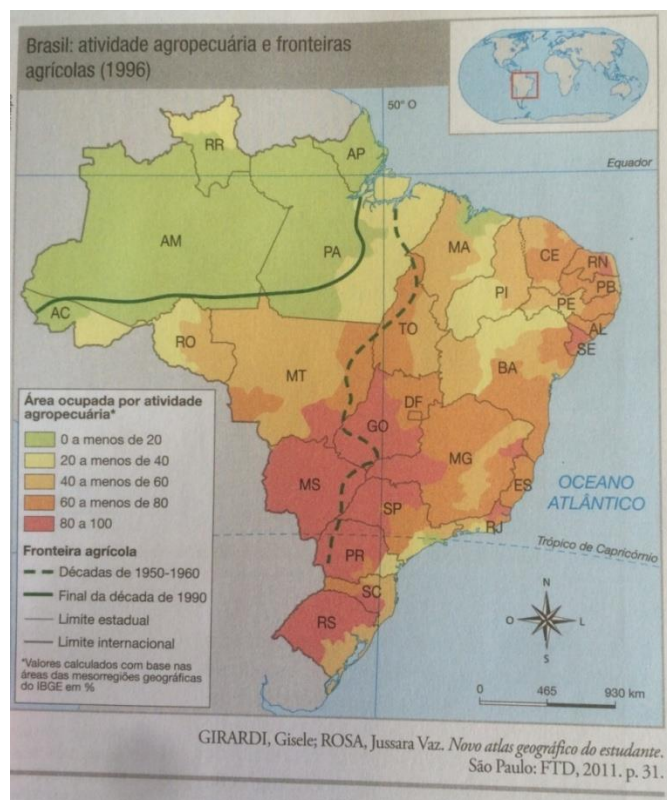 Brasil: atividade agropecuária e fronteiras
agrícolas (1996)
50° O
Equador
RR
AP
AM
PA
MA
CE
RN
PB
PI
PE
AL
SE
AC
RO
TO
BA
MT
DF
GO
MG
ES
MS
SP
RJ
PR
SC
RS
OCEANO
ATLÂNTICO
Trópico de Capricórnio
Área ocupada por atividade
agropecuária*
0 a menos de 20
20 a menos de 40
40 a menos de 60
60 a menos de 80
80 a 100
Fronteira agrícola
Décadas de 1950-1960
Final da década de 1990
Limite estadual
Limite internacional
*Valores calculados com base nas
áreas das mesorregiões geográficas
do IBGE em %
N
O
L
S
0 465 930 km
GIRARDI, Gisele; ROSA, Jussara Vaz. Novo atlas geográfico do estudante.
São Paulo: FTD, 2011. p. 31.